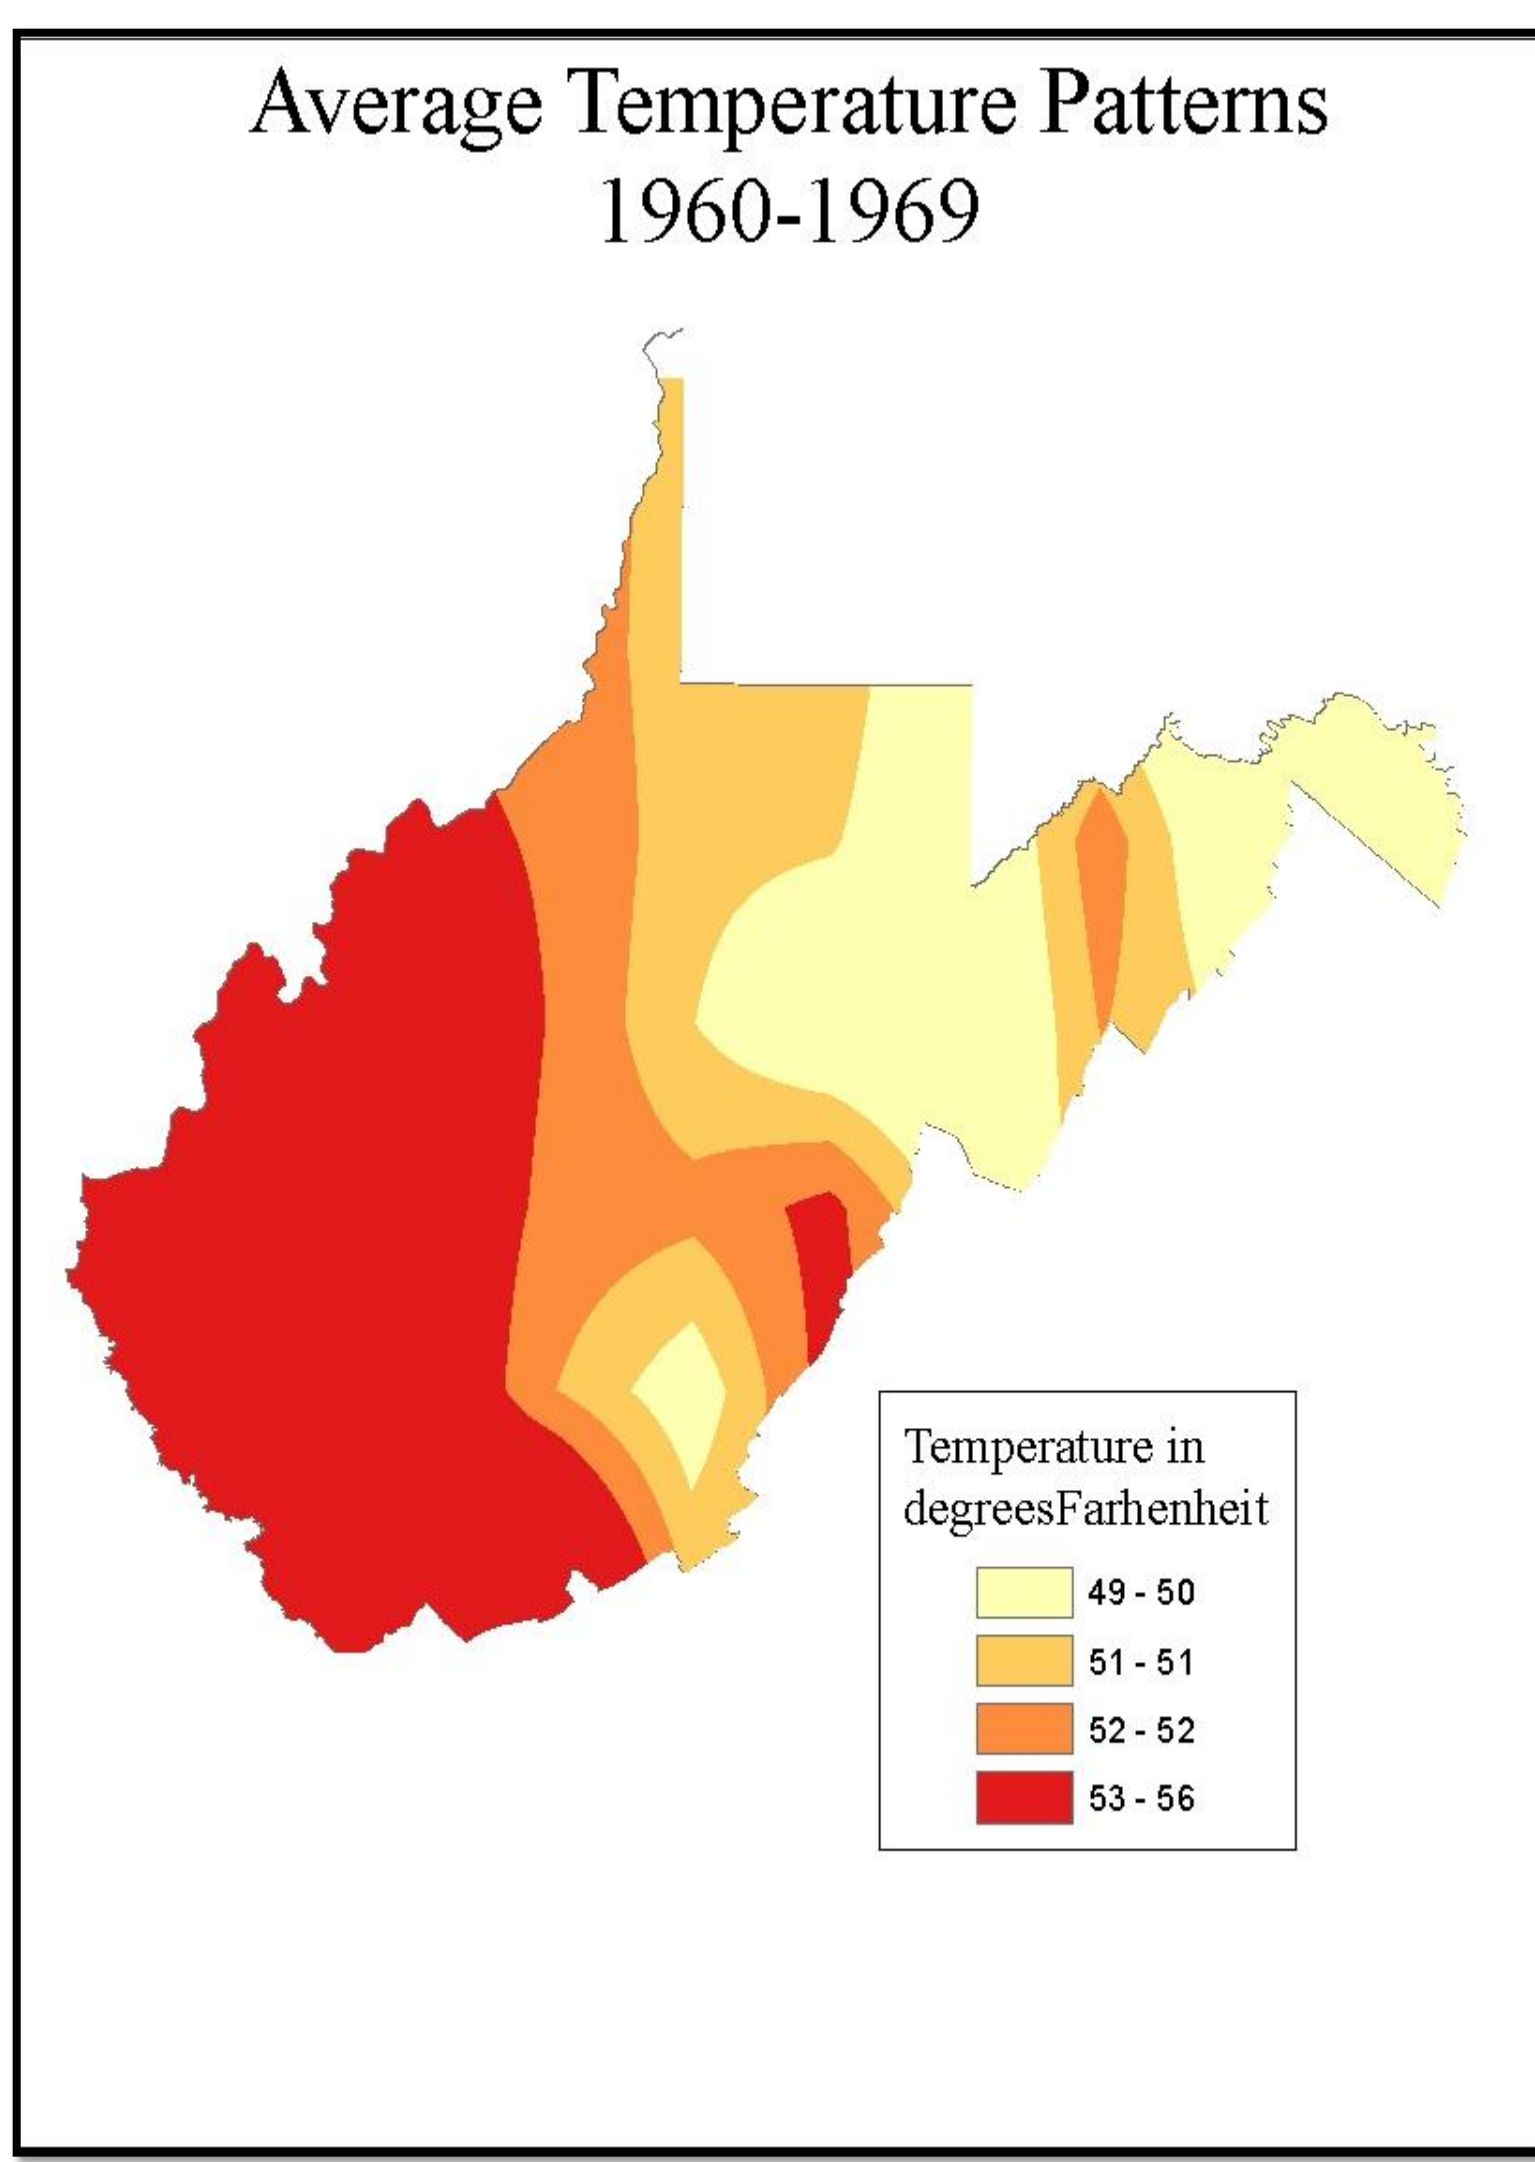 Average Temperature Patterns
1960-1969
Temperature in
degreesFarhenheit
49 - 50
51 - 51
52 - 52
53 - 56